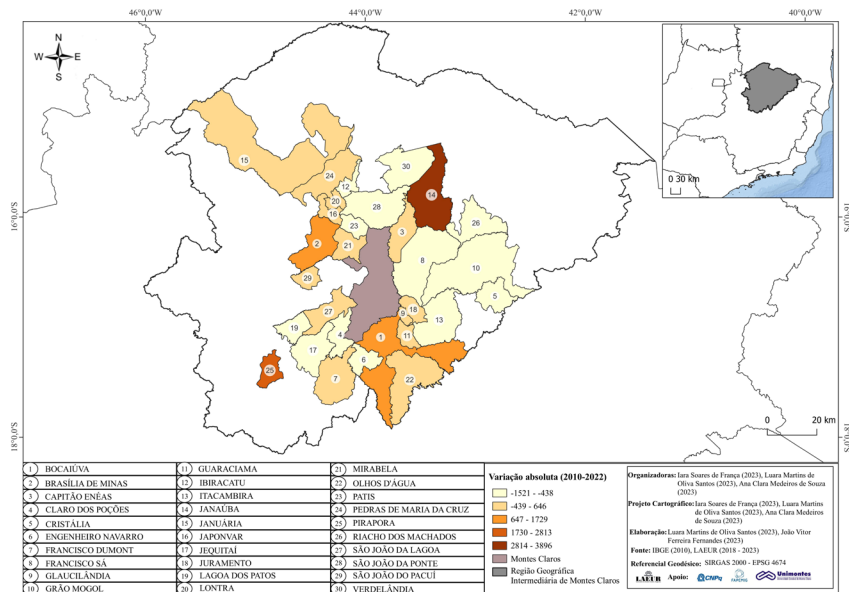 46°0,0'W 44°0,0'W 42°0,0'W 40°0,0'W
N
W E
S
0 30 km
16°0,0'S
18°0,0'S
15
24
12
30
14
20
16
28
26
23
3
2
21
8
10
29
5
27
18
9
13
19
4
1
11
17
6
25
7
22
0 20 km
1 BOCAIÚVA
2 BRASÍLIA DE MINAS
3 CAPITÃO ENÉAS
4 CLARO DOS POÇÕES
5 CRISTÁLIA
6 ENGENHEIRO NAVARRO
7 FRANCISCO DUMONT
8 FRANCISCO SÁ
9 GLAUCILÂNDIA
10 GRÃO MOGOL
11 GUARACIAMA
12 IBIRACATU
13 ITACAMBIRA
14 JANAÚBA
15 JANUÁRIA
16 JAPONVAR
17 JEQUITAÍ
18 JURAMENTO
19 LAGOA DOS PATOS
20 LONTRA
21 MIRABELA
22 OLHOS D'ÁGUA
23 PATIS
24 PEDRAS DE MARIA DA CRUZ
25 PIRAPORA
26 RIACHO DOS MACHADOS
27 SÃO JOÃO DA LAGOA
28 SÃO JOÃO DA PONTE
29 SÃO JOÃO DO PACUÍ
30 VERDELÂNDIA
Variação absoluta (2010-2022)
-1521 - -438
-439 - 646
647 - 1729
1730 - 2813
2814 - 3896
Montes Claros
Região Geográfica
Intermediária de Montes Claros
Organizadoras: Iara Soares de França (2023), Luara Martins de
Oliva Santos (2023), Ana Clara Medeiros de Souza
(2023)
Projeto Cartográfico: Iara Soares de França (2023), Luara Martins
de Oliva Santos (2023), Ana Clara Medeiros
de Souza (2023)
Elaboração: Luara Martins de Oliva Santos (2023), João Vitor
Ferreira Fernandes (2023)
Fonte: IBGE (2010), LAEUR (2018 - 2023)
Referencial Geodésico: SIRGAS 2000 - EPSG 4674
LAEUR Apoio: CNPq FAPEMIG Unimontes